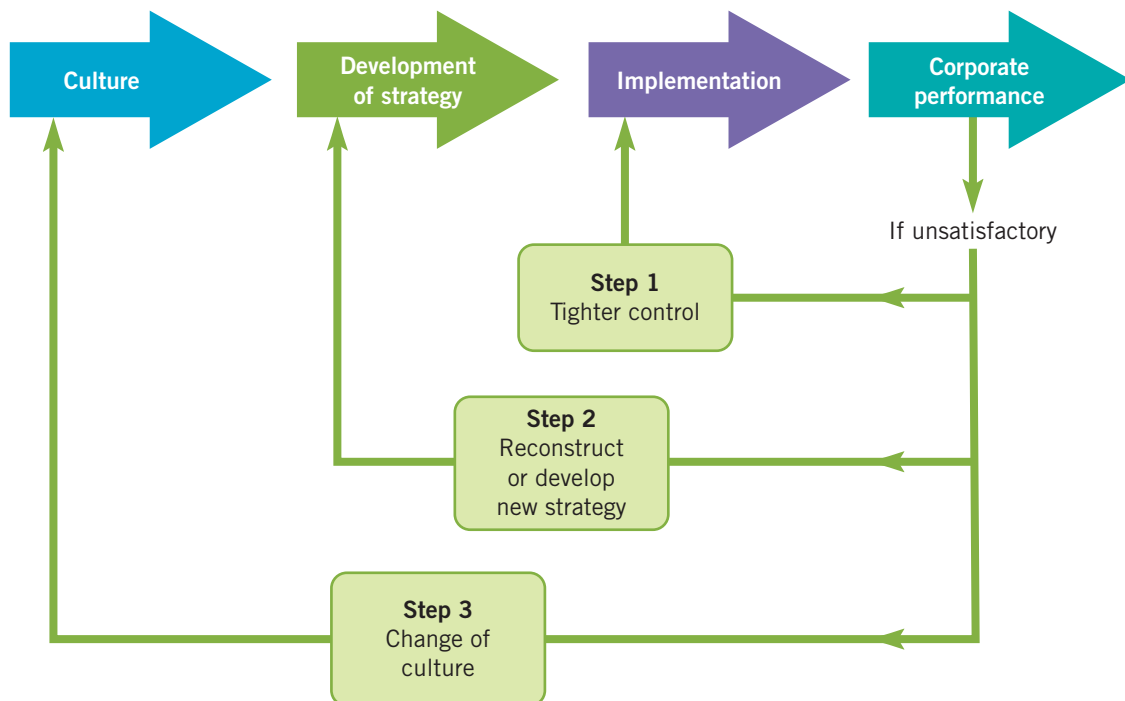 Culture
Development
of strategy
Implementation
Corporate
performance
If unsatisfactory
Step 1
Tighter control
Step 2
Reconstruct
or develop
new strategy
Step 3
Change of
culture